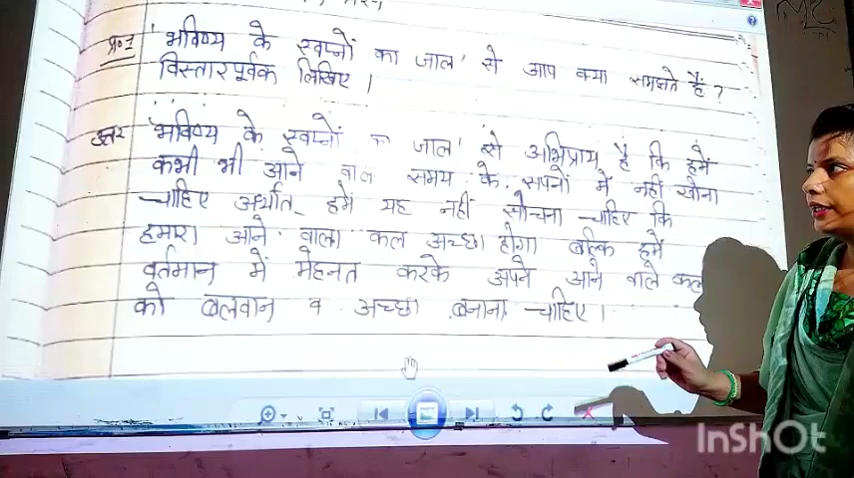 प्र०1 'भविष्य के स्वप्नों का जाल' से आप क्या समझते हैं ?
विस्तारपूर्वक लिखिए ।
उत्तर 'भविष्य के स्वप्नों का जाल' से अभिप्राय है कि हमें
कभी भी आने वाल समय के सपनों में नहीं खोना
चाहिए अर्थात् हमें यह नहीं सोचना चाहिए कि
हमारा आने वाला कल अच्छा होगा बल्कि हमें
वर्तमान में मेहनत करके अपने आने वाले कल
को बलवान व अच्छा बनाना चाहिए ।
InShOt